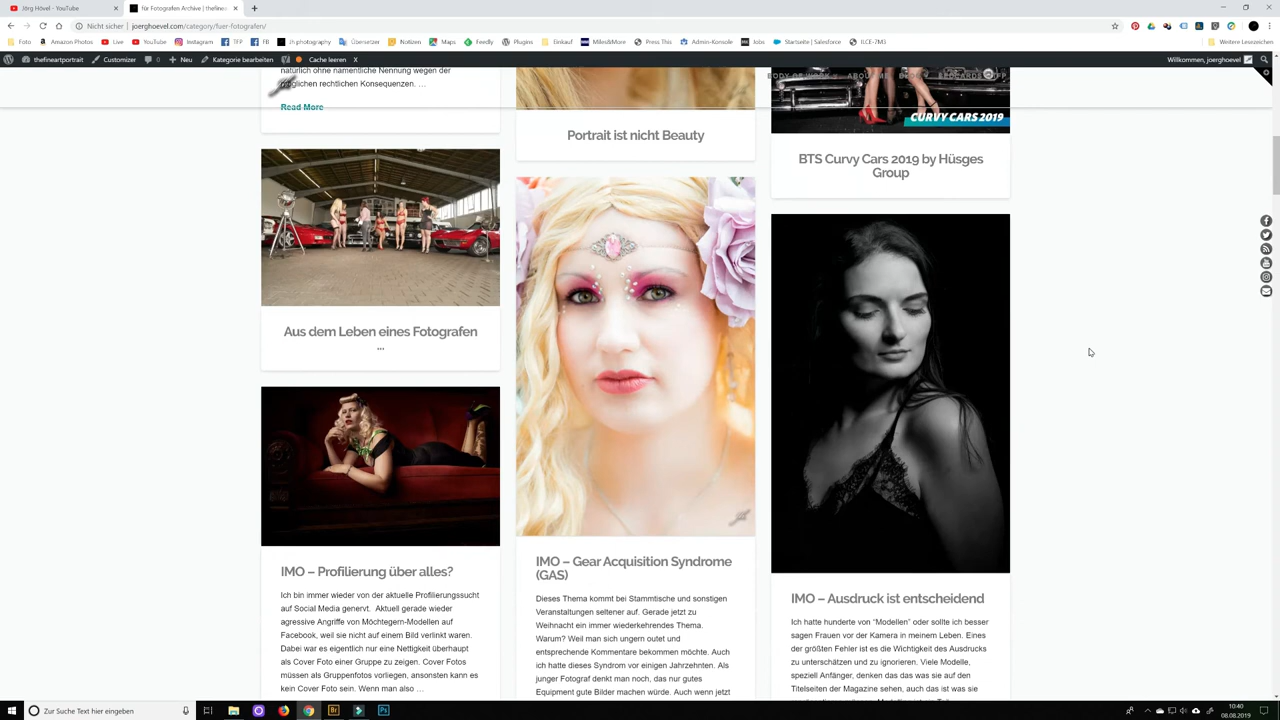 Jörg Hövel - YouTube
für Fotografen Archive | thefinea
Nicht sicher | joerghoevel.com/category/fuer-fotografen/
Foto Amazon Photos Live YouTube Instagram TEP FB 2n photography Übersetzer Notizen Maps Feedly Plugins Einkauf Miles&More Press This Admin-Konsole Jobs Startseite | Salesforce ILCE-7M3 Weitere Lesezeichen
thefineartportrait Customizer 0 Neu Kategorie bearbeiten Cache leeren X Willkommen, joerghoevel
natürlich ohne namentliche Nennung wegen der
möglichen rechtlichen Konsequenzen. …
Read More
BODY OF WORK ABOUT ME
CURVY CARS 2019
Portrait ist nicht Beauty
BTS Curvy Cars 2019 by Hüsges
Group
Aus dem Leben eines Fotografen
…
IMO – Profilierung über alles?
Ich bin immer wieder von der aktuelle Profilierungssucht
auf Social Media genervt. Aktuell gerade wieder
agressive Angriffe von Möchtegern-Modellen auf
Facebook, weil sie nicht auf einem Bild verlinkt waren.
Dabei war es eigentlich nur eine Nettigkeit überhaupt
als Cover Foto einer Gruppe zu zeigen. Cover Fotos
müssen als Gruppenfotos vorliegen, ansonsten kann es
kein Cover Foto sein. Wenn man also …
IMO – Gear Acquisition Syndrome
(GAS)
Dieses Thema kommt bei Stammtische und sonstigen
Veranstaltungen seltener auf. Gerade jetzt zu
Weihnacht ein immer wiederkehrendes Thema.
Warum? Weil man sich ungern outet und
entsprechende Kommentare bekommen möchte. Auch
ich hatte dieses Syndrom vor einigen Jahrzehnten. Als
junger Fotograf denkt man noch, das nur gutes
Equipment gute Bilder machen würde. Auch wenn jetzt
IMO – Ausdruck ist entscheidend
Ich hatte hunderte von “Modellen” oder sollte ich besser
sagen Frauen vor der Kamera in meinem Leben. Eines
der größten Fehler ist es die Wichtigkeit des Ausdrucks
zu unterschätzen und zu ignorieren. Viele Modelle,
speziell Anfänger, denken das das was sie auf den
Titelseiten der Magazine sehen, auch das ist was sie
Zur Suche Text hier eingeben
10:40
08.08.2019